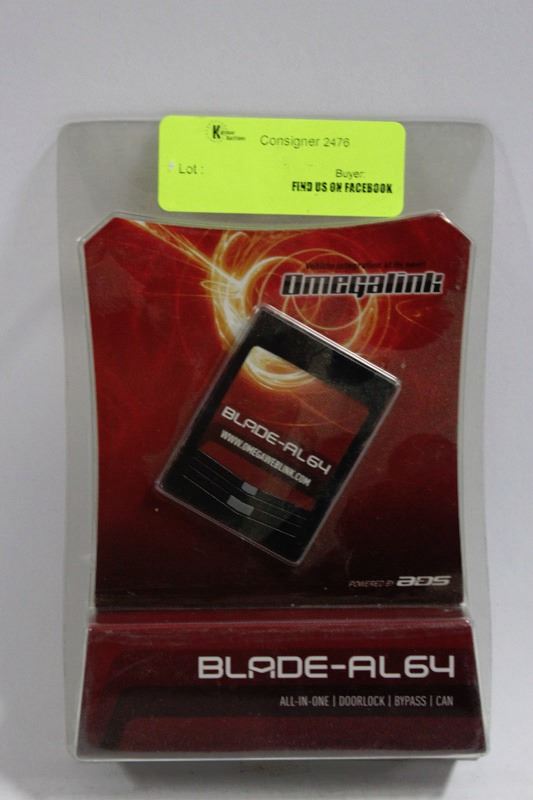 Consigner 2476
Lot :
Buyer:
FIND US ON FACEBOOK
Omegalink
BLADE-AL64
WWW.OMEGAWEBLINK.COM
POWERED BY ADS
BLADE-AL64
ALL-IN-ONE | DOORLOCK | BYPASS | CAN